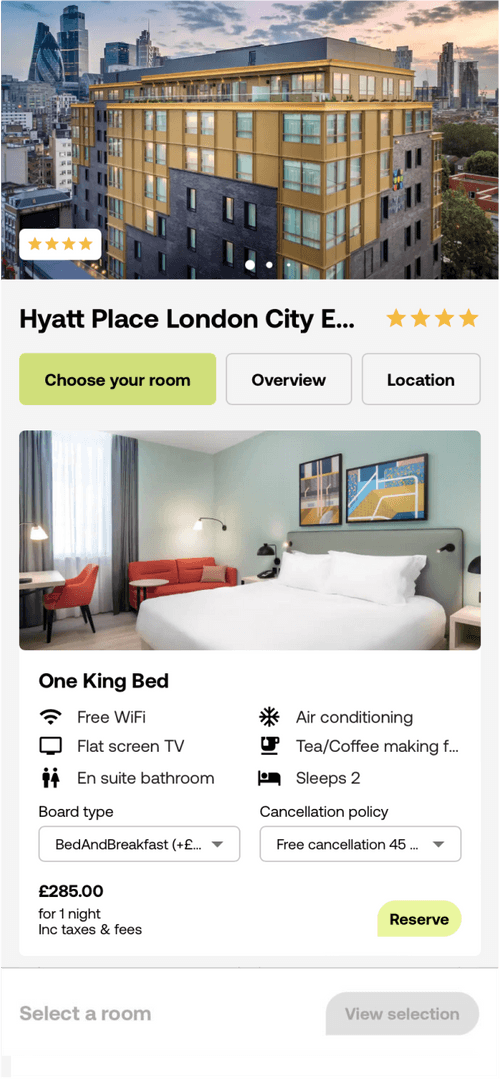 Hyatt Place London City E...
Choose your room
Overview
Location
One King Bed
Free WiFi
Air conditioning
Flat screen TV
Tea/Coffee making f...
En suite bathroom
Sleeps 2
Board type
Cancellation policy
BedAndBreakfast (+£...
Free cancellation 45 ...
£285.00
for 1 night
Inc taxes & fees
Reserve
Select a room
View selection